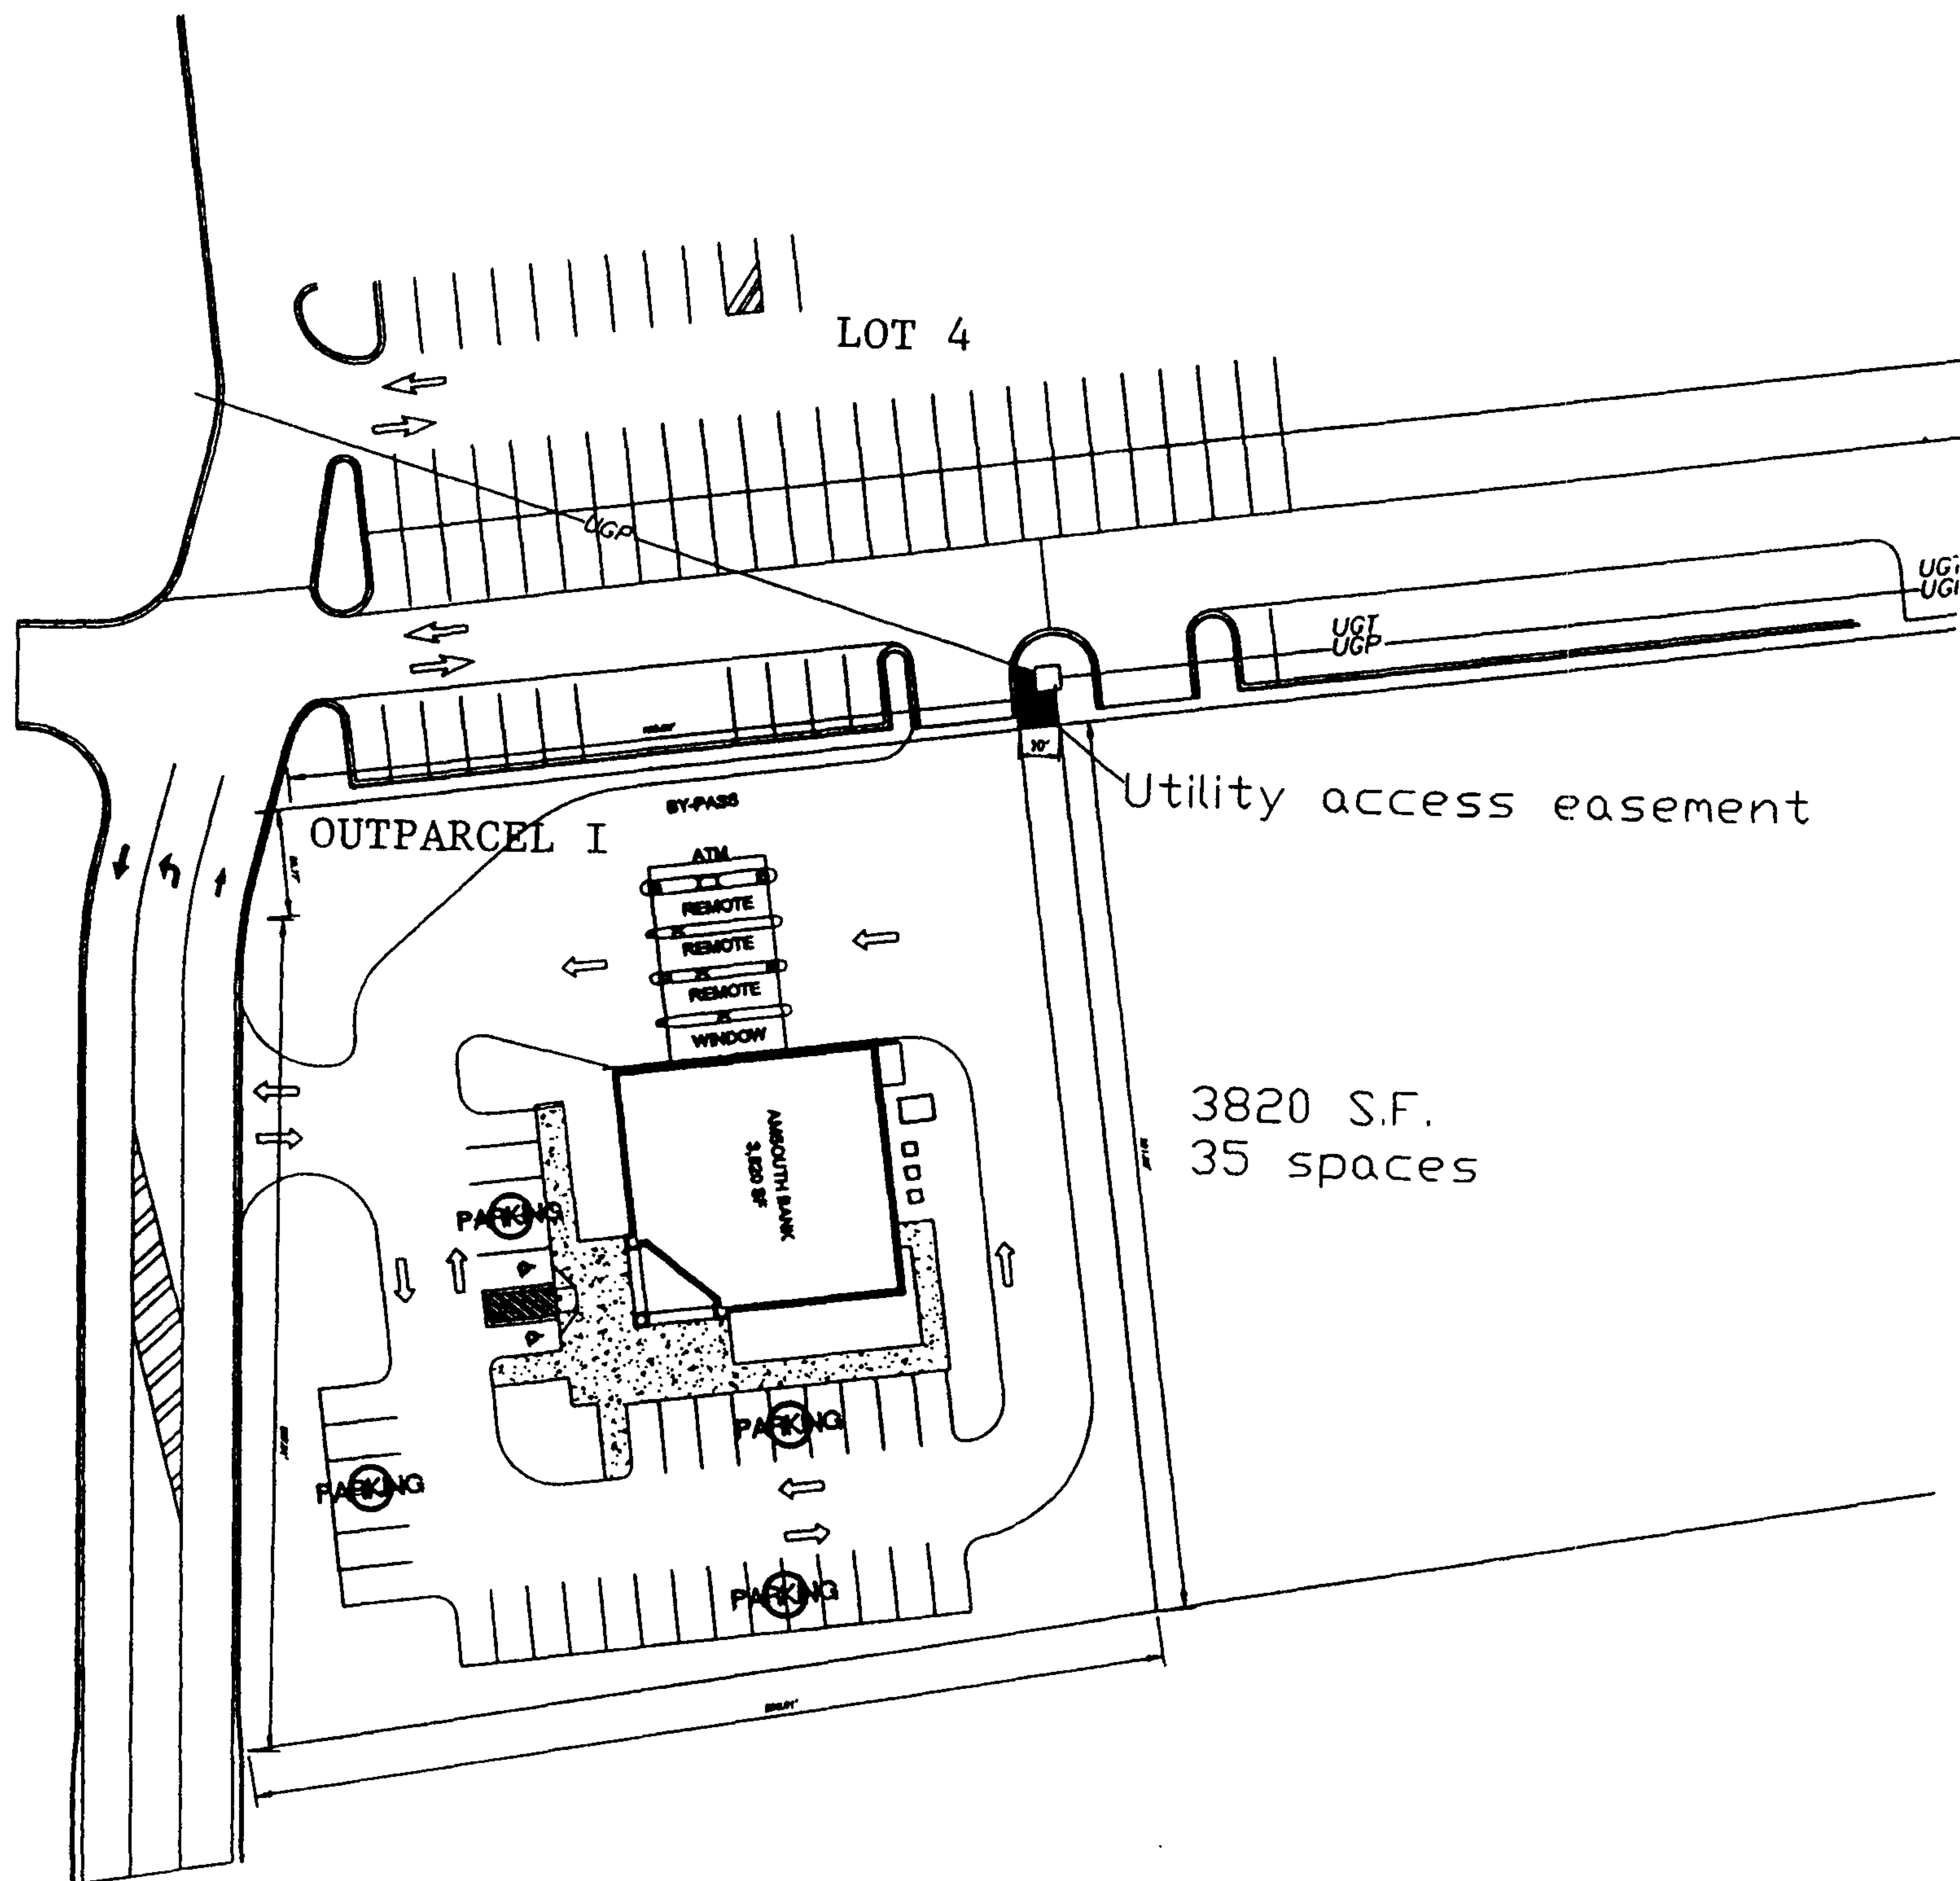 LOT 4
UGP
UGT
UGP
10'
Utility access easement
BY-PASS
OUTPARCEL I
ATM
REMOTE
REMOTE
REMOTE
WINDOW
AMSOUTH BANK
3,820 SF
3820 S.F.
35 spaces
PARKING
PARKING
PARKING
PARKING